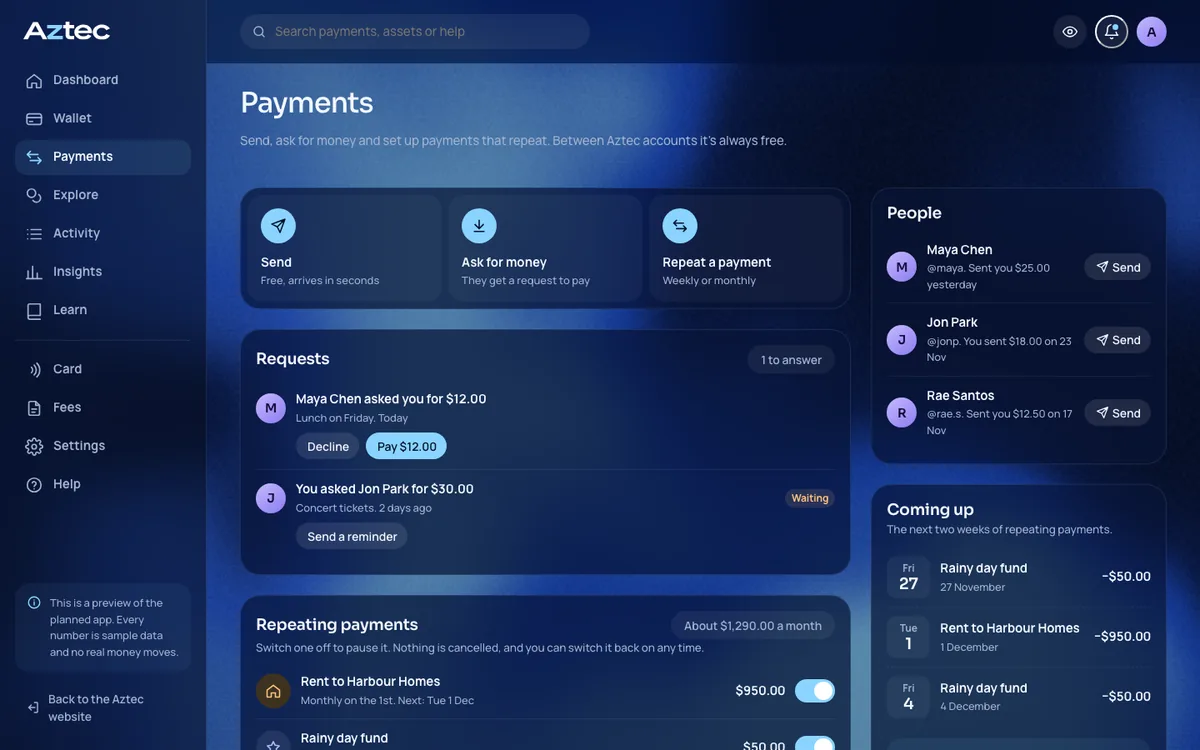 Aztec
Dashboard
Wallet
Payments
Explore
Activity
Insights
Learn
Card
Fees
Settings
Help
This is a preview of the
planned app. Every
number is sample data
and no real money moves.
Back to the Aztec
website
Search payments, assets or help
A
Payments
Send, ask for money and set up payments that repeat. Between Aztec accounts it's always free.
Send
Free, arrives in seconds
Ask for money
They get a request to pay
Repeat a payment
Weekly or monthly
Requests
1 to answer
M
Maya Chen asked you for $12.00
Lunch on Friday. Today
Decline
Pay $12.00
J
You asked Jon Park for $30.00
Concert tickets. 2 days ago
Waiting
Send a reminder
Repeating payments
About $1,290.00 a month
Switch one off to pause it. Nothing is cancelled, and you can switch it back on any time.
Rent to Harbour Homes
Monthly on the 1st. Next: Tue 1 Dec
$950.00
Rainy day fund
$50.00
People
M
Maya Chen
@maya. Sent you $25.00
yesterday
Send
J
Jon Park
@jonp. You sent $18.00 on 23
Nov
Send
R
Rae Santos
@rae.s. Sent you $12.50 on 17
Nov
Send
Coming up
The next two weeks of repeating payments.
Fri
27
Rainy day fund
27 November
−$50.00
Tue
1
Rent to Harbour Homes
1 December
−$950.00
Fri
4
Rainy day fund
4 December
−$50.00